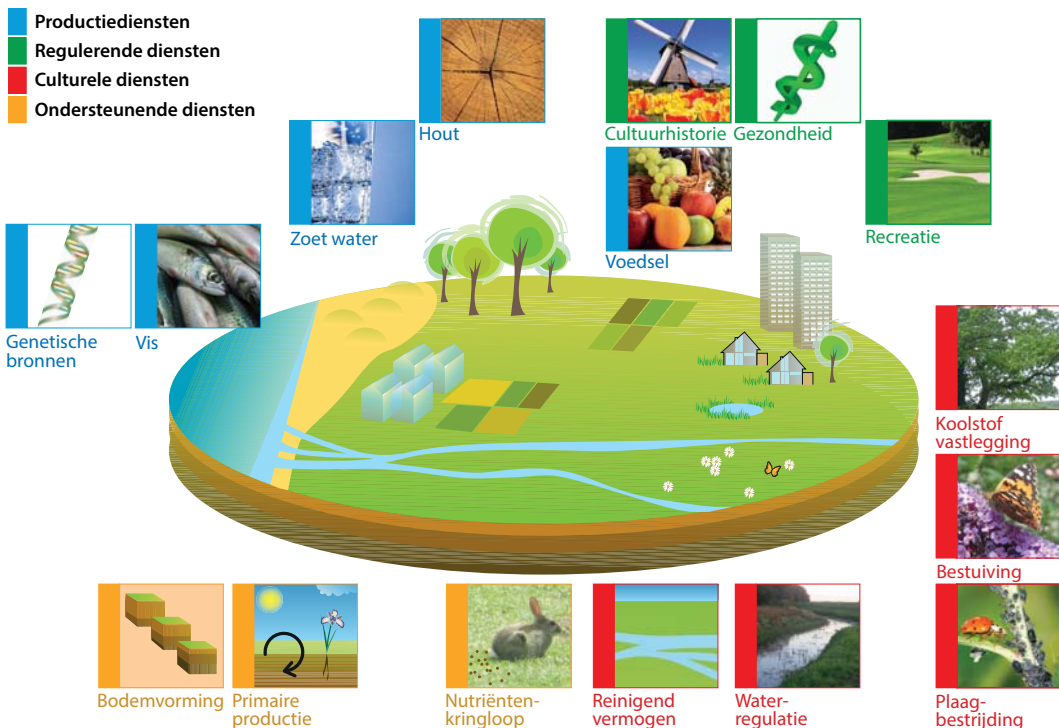 Productiediensten
Regulerende diensten
Culturele diensten
Ondersteunende diensten
Hout
Cultuurhistorie
Gezondheid
Zoet water
Voedsel
Recreatie
Genetische
bronnen
Vis
Koolstof
vastlegging
Bestuiving
Bodemvorming
Primaire
productie
Nutriënten-
kringloop
Reinigend
vermogen
Water-
regulatie
Plaag-
bestrijding